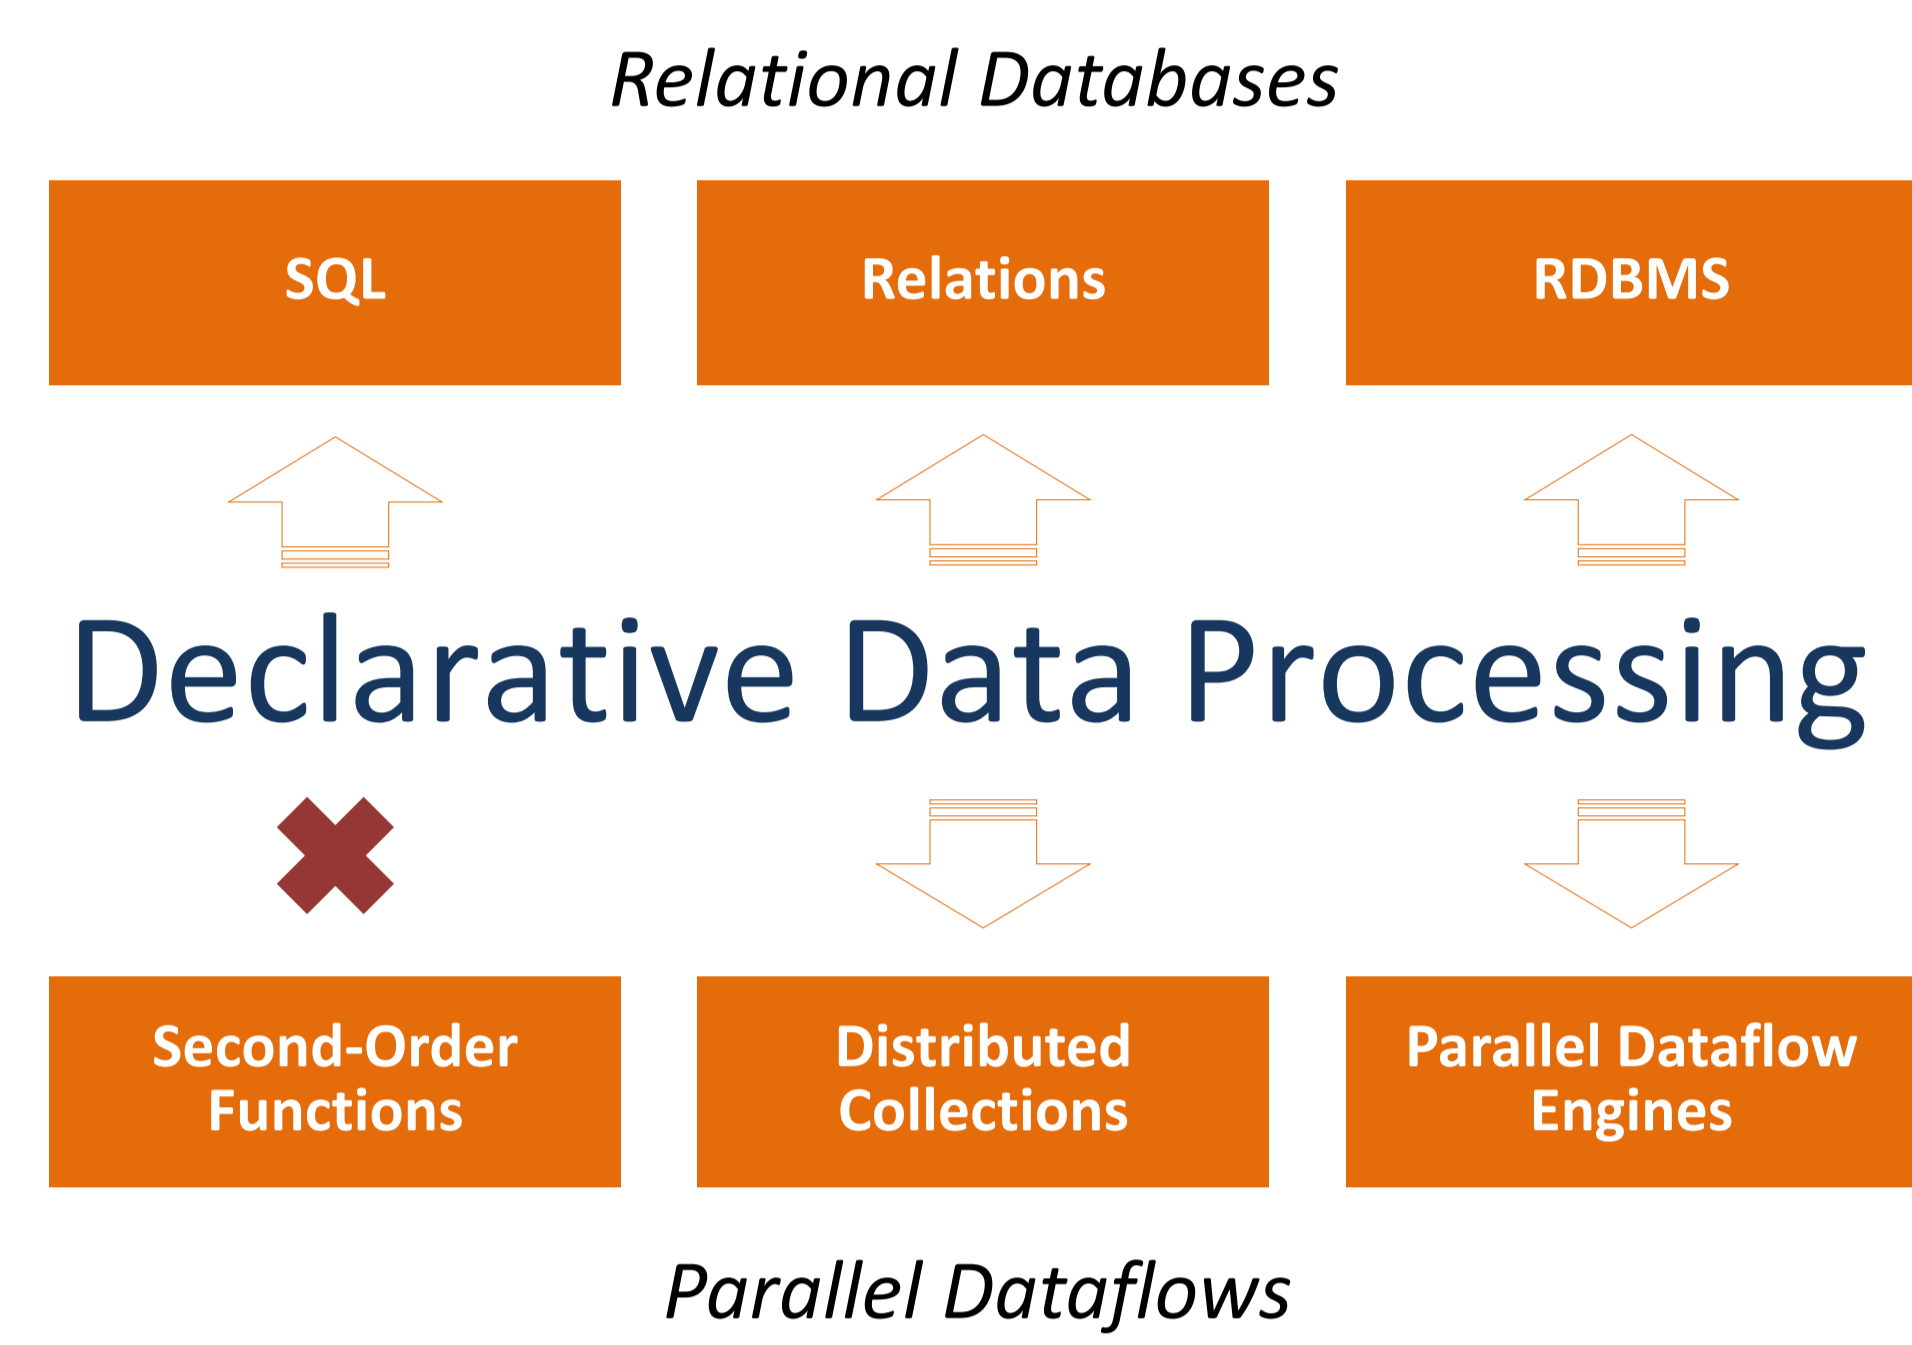 Relational Databases
SQL
Relations
RDBMS
Declarative Data Processing
Second-Order
Functions
Distributed
Collections
Parallel Dataflow
Engines
Parallel Dataflows